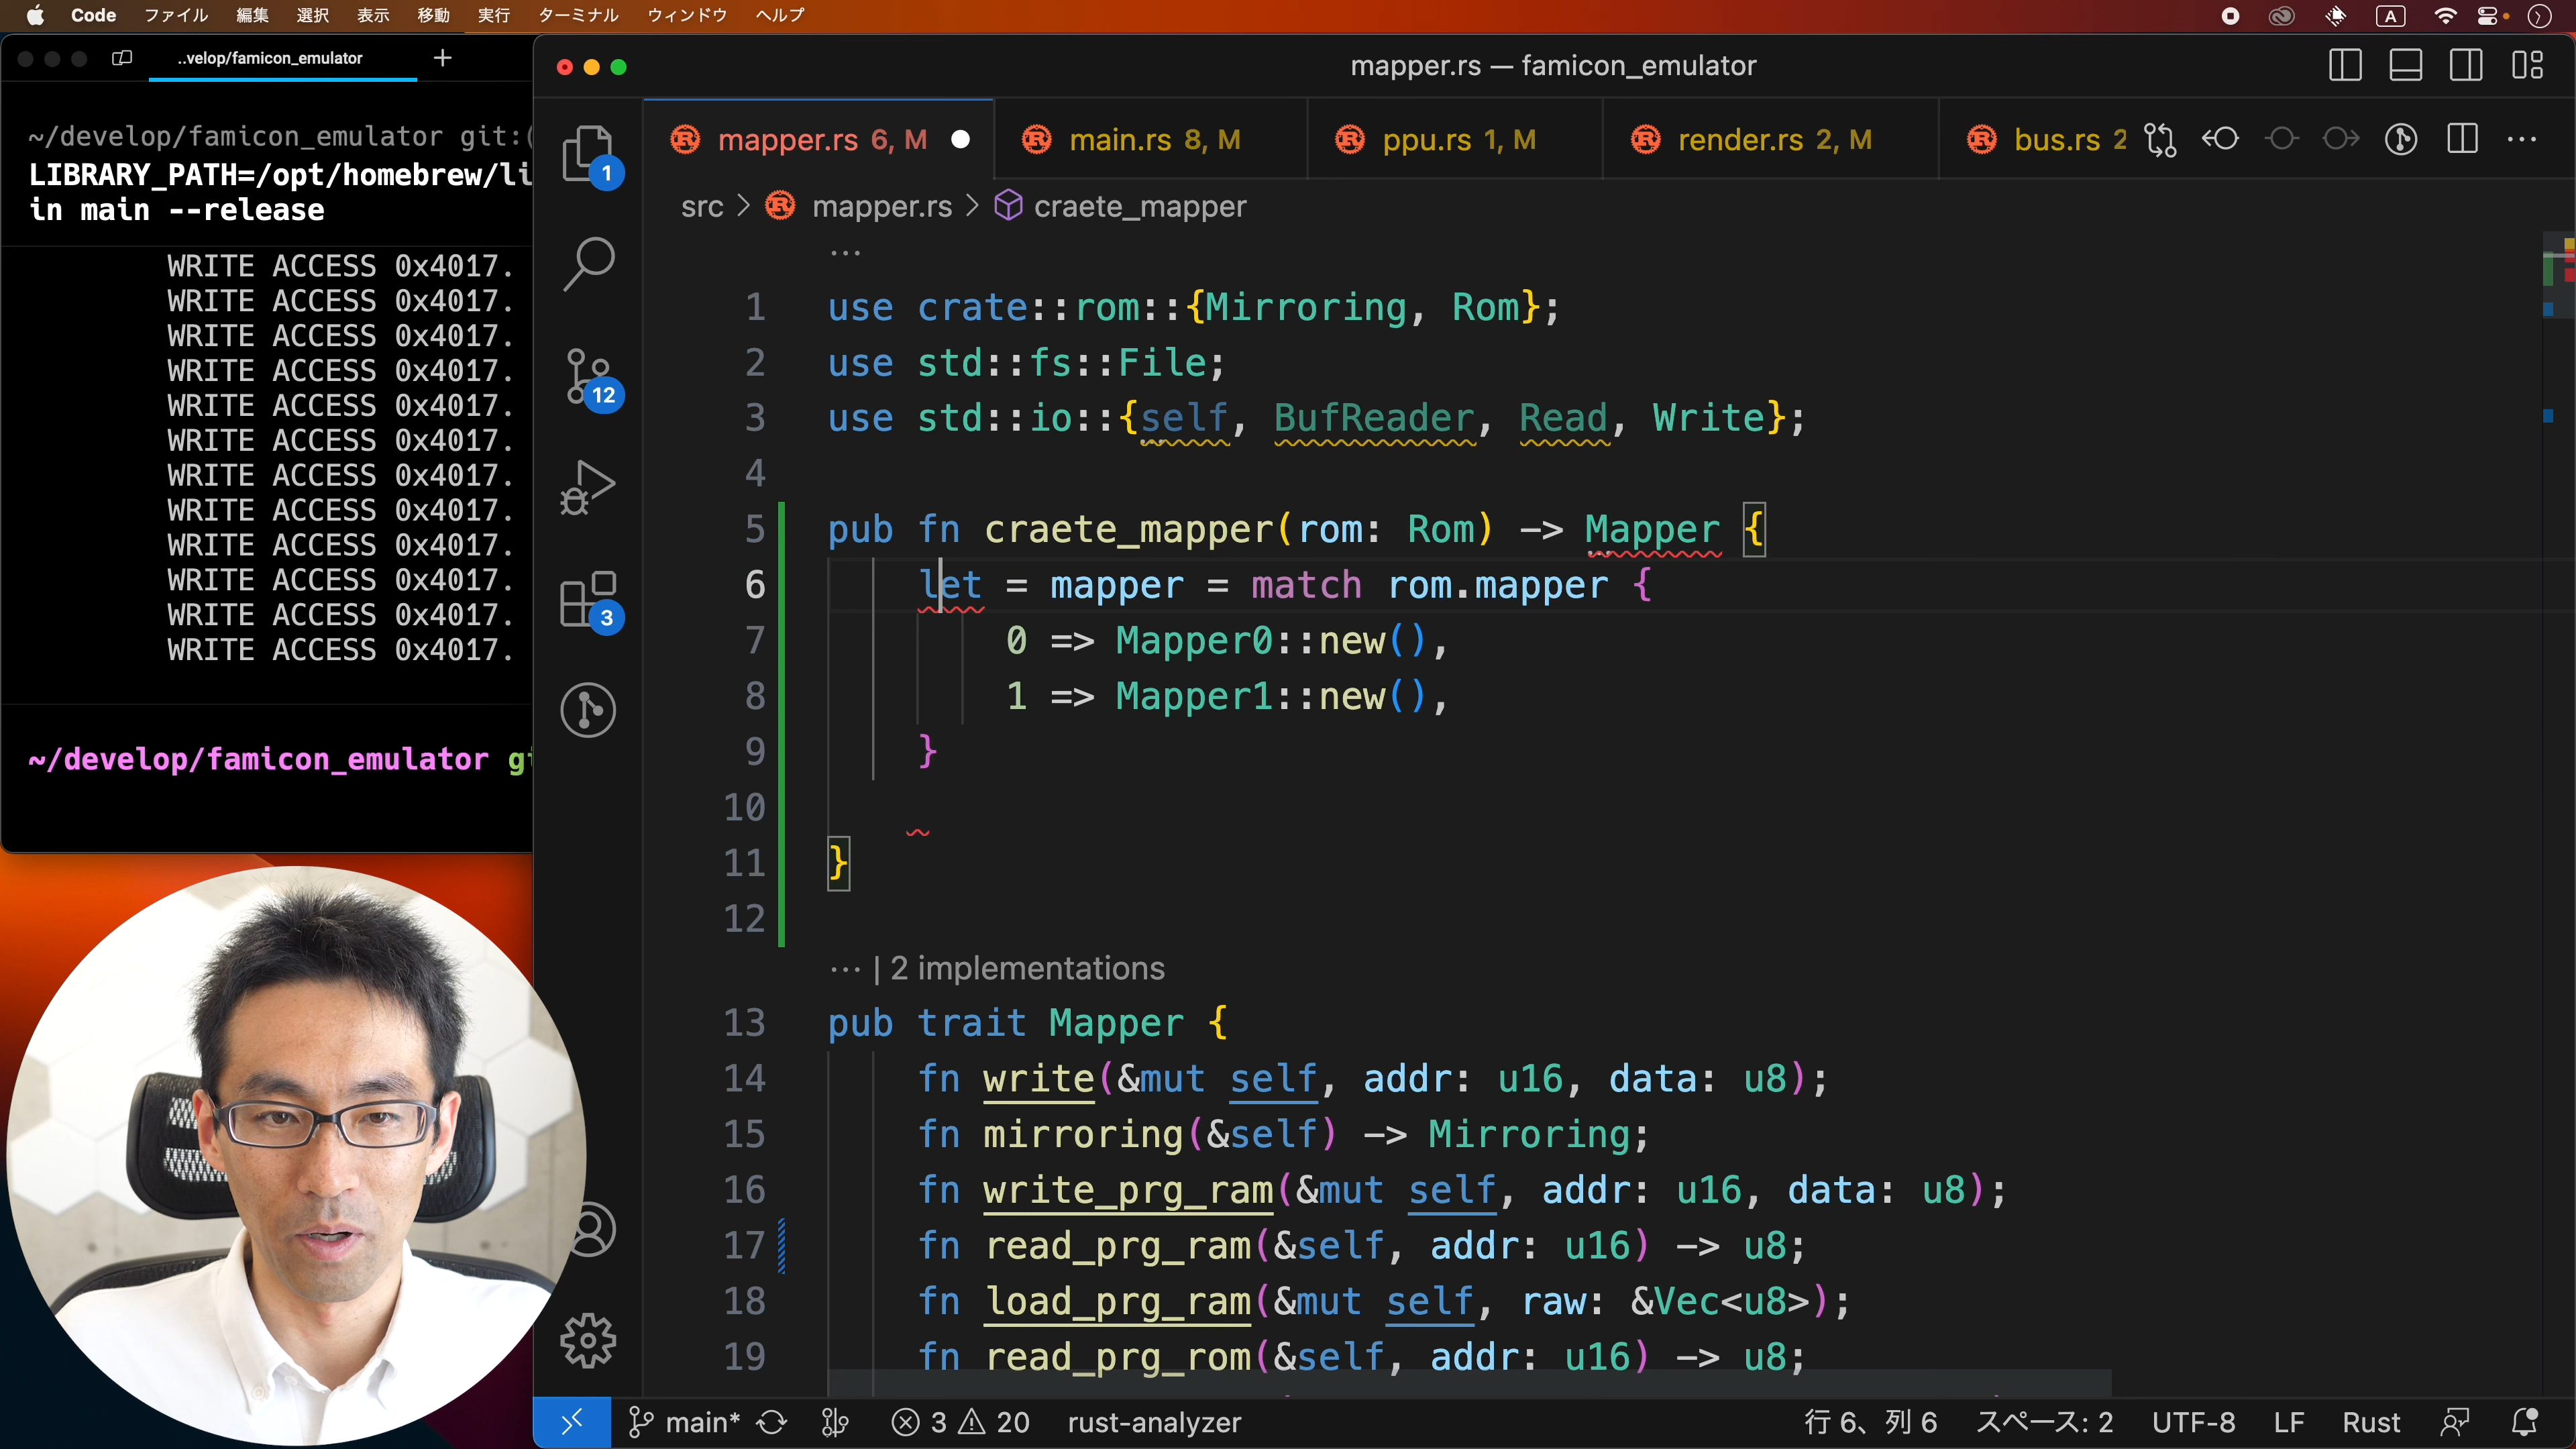 Code ファイル 編集 選択 表示 移動 実行 ターミナル ウィンドウ ヘルプ A
..velop/famicon_emulator
~/develop/famicon_emulator git:(
LIBRARY_PATH=/opt/homebrew/li
in main --release
WRITE ACCESS 0x4017.
WRITE ACCESS 0x4017.
WRITE ACCESS 0x4017.
WRITE ACCESS 0x4017.
WRITE ACCESS 0x4017.
WRITE ACCESS 0x4017.
WRITE ACCESS 0x4017.
WRITE ACCESS 0x4017.
WRITE ACCESS 0x4017.
WRITE ACCESS 0x4017.
WRITE ACCESS 0x4017.
WRITE ACCESS 0x4017.
~/develop/famicon_emulator git
mapper.rs — famicon_emulator
1
12
3
mapper.rs 6, M main.rs 8, M ppu.rs 1, M render.rs 2, M bus.rs 2
src > mapper.rs > craete_mapper
...
1 use crate::rom::{Mirroring, Rom};
2 use std::fs::File;
3 use std::io::{self, BufReader, Read, Write};
4
5 pub fn craete_mapper(rom: Rom) -> Mapper {
6 let = mapper = match rom.mapper {
7 0 => Mapper0::new(),
8 1 => Mapper1::new(),
9 }
10
11 }
12
... | 2 implementations
13 pub trait Mapper {
14 fn write(&mut self, addr: u16, data: u8);
15 fn mirroring(&self) -> Mirroring;
16 fn write_prg_ram(&mut self, addr: u16, data: u8);
17 fn read_prg_ram(&self, addr: u16) -> u8;
18 fn load_prg_ram(&mut self, raw: &Vec<u8>);
19 fn read_prg_rom(&self, addr: u16) -> u8;
main* 3 20 rust-analyzer 行 6、列 6 スペース: 2 UTF-8 LF Rust